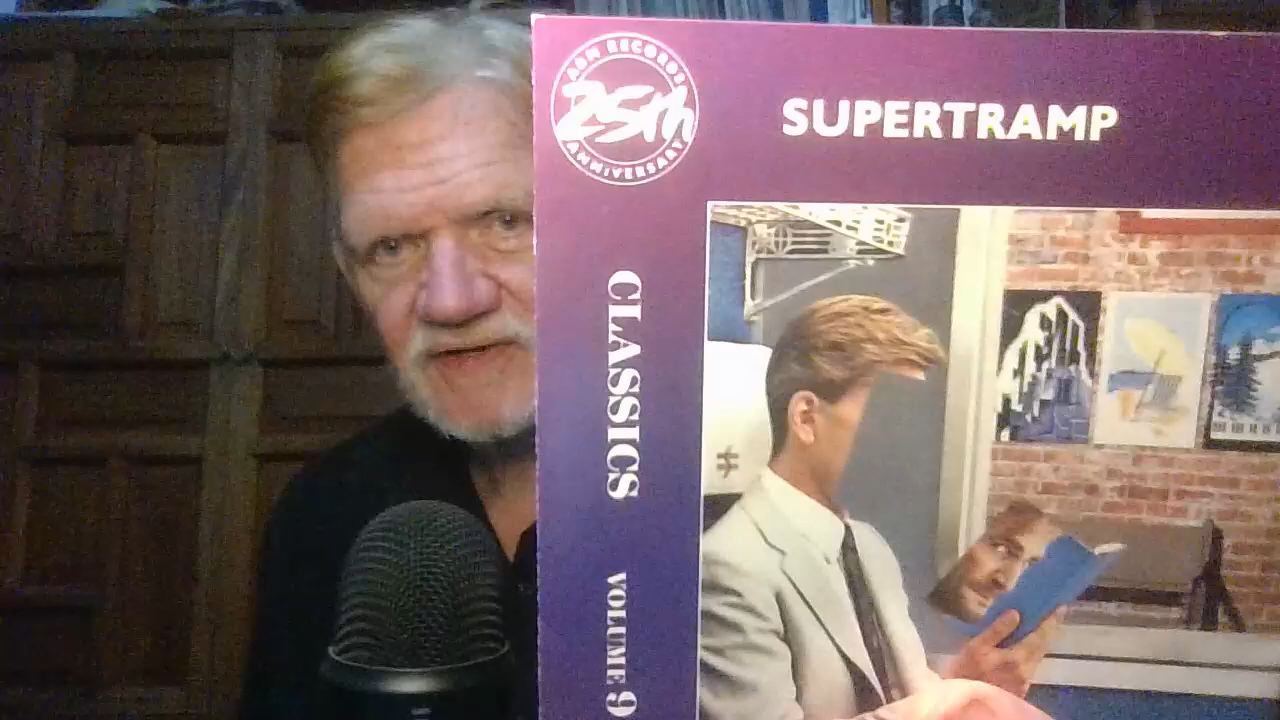 A&M RECORDS
25th
ANNIVERSARY
SUPERTRAMP
CLASSICS
VOLUME 9
#